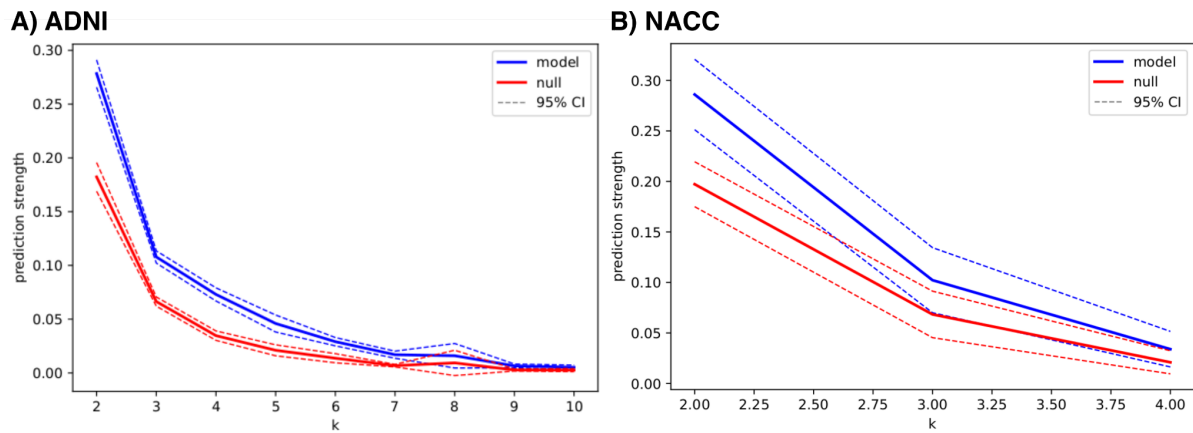 A) ADNI
0.30
0.25
0.20
0.15
0.10
0.05
0.00
prediction strength
2 3 4 5 6 7 8 9 10
k
model
null
95% CI
B) NACC
0.30
0.25
0.20
0.15
0.10
0.05
0.00
prediction strength
2.00 2.25 2.50 2.75 3.00 3.25 3.50 3.75 4.00
k
model
null
95% CI